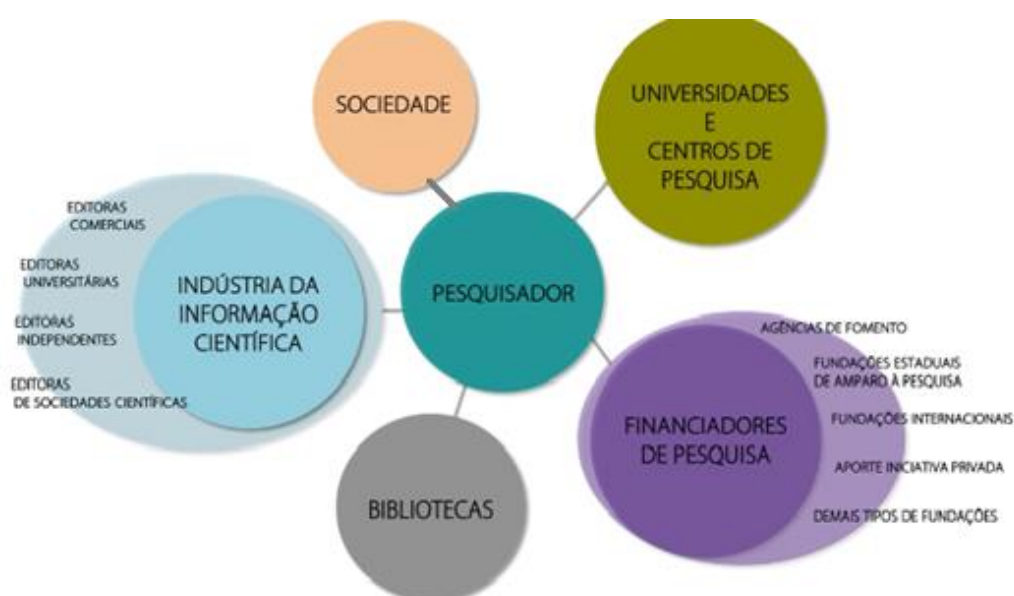 SOCIEDADE
UNIVERSIDADES
E
CENTROS DE
PESQUISA
EDITORAS
COMERCIAIS
EDITORAS
UNIVERSITÁRIAS
EDITORAS
INDEPENDENTES
EDITORAS
DE SOCIEDADES CIENTÍFICAS
INDÚSTRIA DA
INFORMAÇÃO
CIENTÍFICA
PESQUISADOR
AGÊNCIAS DE FOMENTO
FUNDAÇÕES ESTADUAIS
DE AMPARO À PESQUISA
FUNDAÇÕES INTERNACIONAIS
APORTE INICIATIVA PRIVADA
DEMAIS TIPOS DE FUNDAÇÕES
FINANCIADORES
DE PESQUISA
BIBLIOTECAS